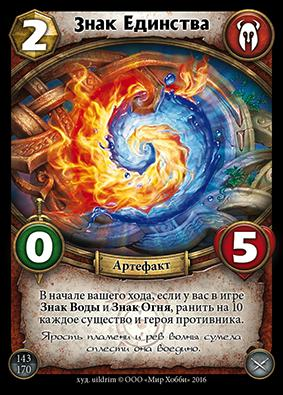 2
Знак Единства
0
5
Артефакт
В начале вашего хода, если у вас в игре
Знак Воды и Знак Огня, ранить на 10
каждое существо и героя противника.
Ярость пламени и рёв волны сумела
сплести она воедино.
143
170
худ. uildrim © ООО «Мир Хобби» 2016